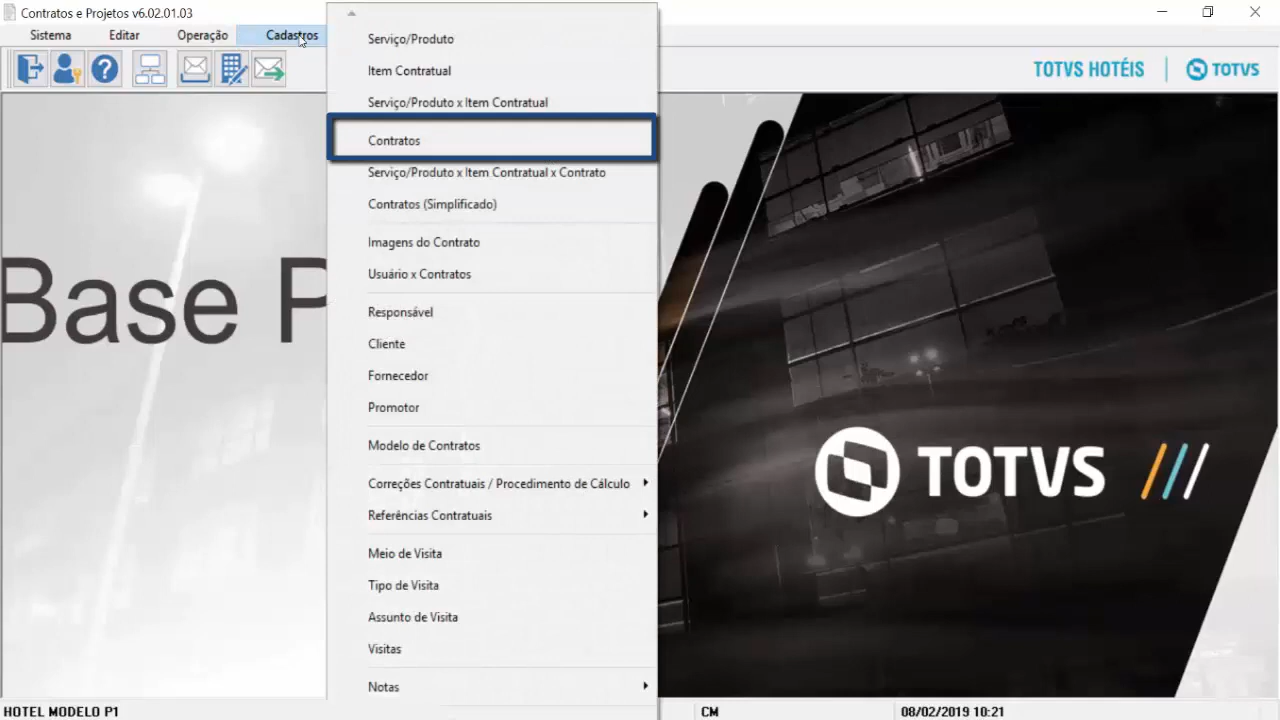 Contratos e Projetos v6.02.01.03
Sistema Editar Operação Cadastros
TOTVS HOTÉIS | TOTVS
Serviço/Produto
Item Contratual
Serviço/Produto x Item Contratual
Contratos
Serviço/Produto x Item Contratual x Contrato
Contratos (Simplificado)
Imagens do Contrato
Usuário x Contratos
Responsável
Cliente
Fornecedor
Promotor
Modelo de Contratos
Correções Contratuais / Procedimento de Cálculo
Referências Contratuais
Meio de Visita
Tipo de Visita
Assunto de Visita
Visitas
Notas
Base P
TOTVS
HOTEL MODELO P1 CM 08/02/2019 10:21